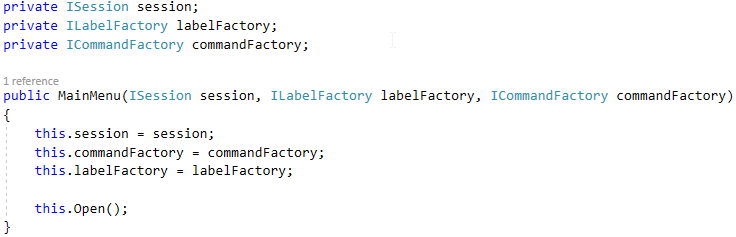 private ISession session;
private ILabelFactory labelFactory;
private ICommandFactory commandFactory;
1 reference
public MainMenu(ISession session, ILabelFactory labelFactory, ICommandFactory commandFactory)
{
    this.session = session;
    this.commandFactory = commandFactory;
    this.labelFactory = labelFactory;
    this.Open();
}